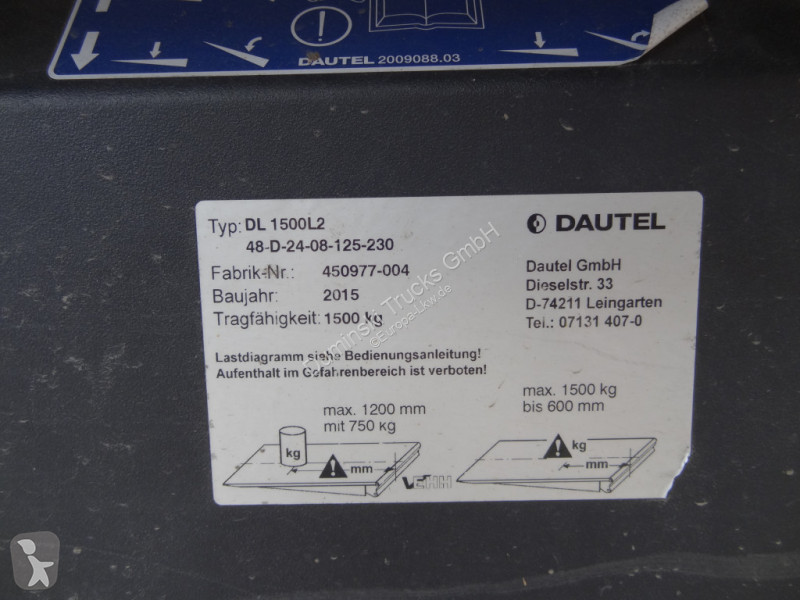 DAUTEL 2009088.03
Typ: DL 1500L2
48-D-24-08-125-230
Fabrik-Nr.: 450977-004
Baujahr: 2015
Tragfähigkeit: 1500 kg
DAUTEL
Dautel GmbH
Dieselstr. 33
D-74211 Leingarten
Tel.: 07131 407-0
Lastdiagramm siehe Bedienungsanleitung!
Aufenthalt im Gefahrenbereich ist verboten!
max. 1200 mm
mit 750 kg
max. 1500 kg
bis 600 mm
kg
mm
kg
mm
Trucks GmbH
©Europa-Lkw.de